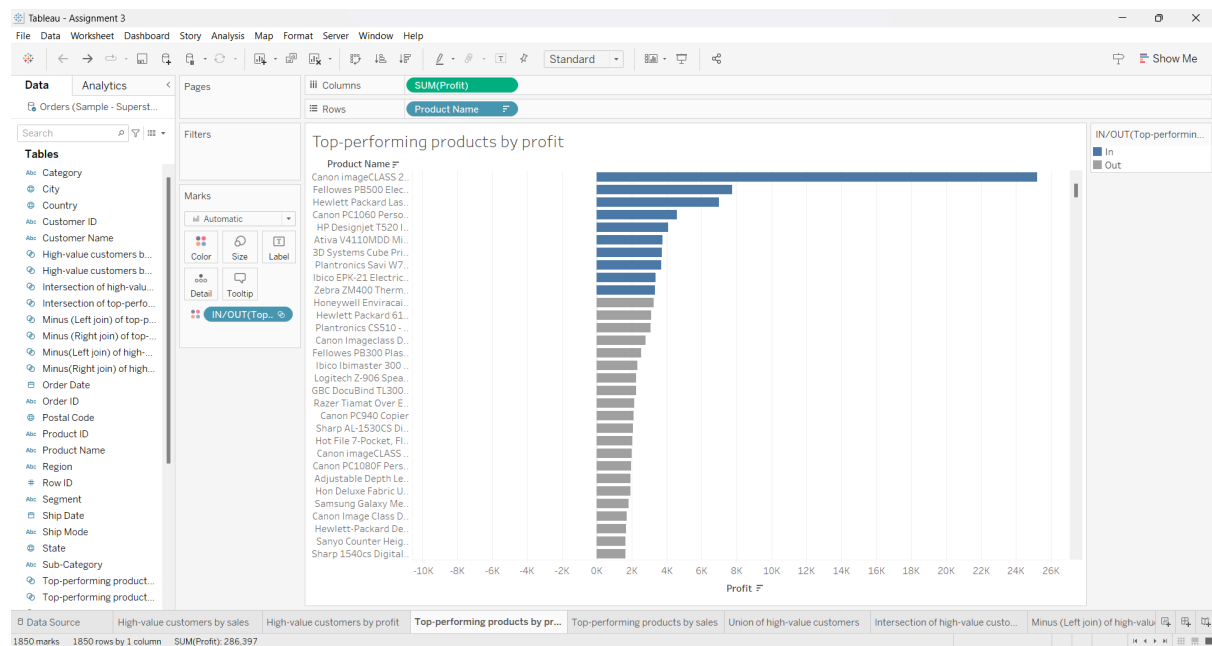 Tableau - Assignment 3
File Data Worksheet Dashboard Story Analysis Map Format Server Window Help
Standard
Show Me
Data Analytics
Orders (Sample - Superst...
Search
Tables
Abc Category
City
Country
Abc Customer ID
Abc Customer Name
High-value customers b...
High-value customers b...
Intersection of high-valu...
Intersection of top-perfo...
Minus (Left join) of top-p...
Minus (Right join) of top-...
Minus(Left join) of high-...
Minus(Right join) of high...
Order Date
Abc Order ID
Postal Code
Abc Product ID
Abc Product Name
Abc Region
# Row ID
Abc Segment
Ship Date
Abc Ship Mode
State
Abc Sub-Category
Top-performing product...
Top-performing product...
Pages
Filters
Marks
Automatic
Color Size Label
Detail Tooltip
IN/OUT(Top..
Columns SUM(Profit)
Rows Product Name
Top-performing products by profit
Product Name
Canon imageCLASS 2..
Fellowes PB500 Elec..
Hewlett Packard Las..
Canon PC1060 Perso..
HP Designjet T520 I..
Ativa V4110MDD Mi..
3D Systems Cube Pri..
Plantronics Savi W7..
Ibico EPK-21 Electric..
Zebra ZM400 Therm..
Honeywell Enviracai..
Hewlett Packard 61..
Plantronics CS510 - ..
Canon Imageclass D..
Fellowes PB300 Plas..
Ibico Ibimaster 300 ..
Logitech Z-906 Spea..
GBC DocuBind TL300..
Razer Tiamat Over E..
Canon PC940 Copier
Sharp AL-1530CS Di..
Hot File 7-Pocket, Fl..
Canon imageCLASS ..
Canon PC1080F Pers..
Adjustable Depth Le..
Hon Deluxe Fabric U..
Samsung Galaxy Me..
Canon Image Class D..
Hewlett-Packard De..
Sanyo Counter Heig..
Sharp 1540cs Digital..
-10K -8K -6K -4K -2K 0K 2K 4K 6K 8K 10K 12K 14K 16K 18K 20K 22K 24K 26K
Profit
IN/OUT(Top-performin...
In
Out
Data Source High-value customers by sales High-value customers by profit Top-performing products by pr... Top-performing products by sales Union of high-value customers Intersection of high-value custo... Minus (Left join) of high-valu
1850 marks 1850 rows by 1 column SUM(Profit): 286,397